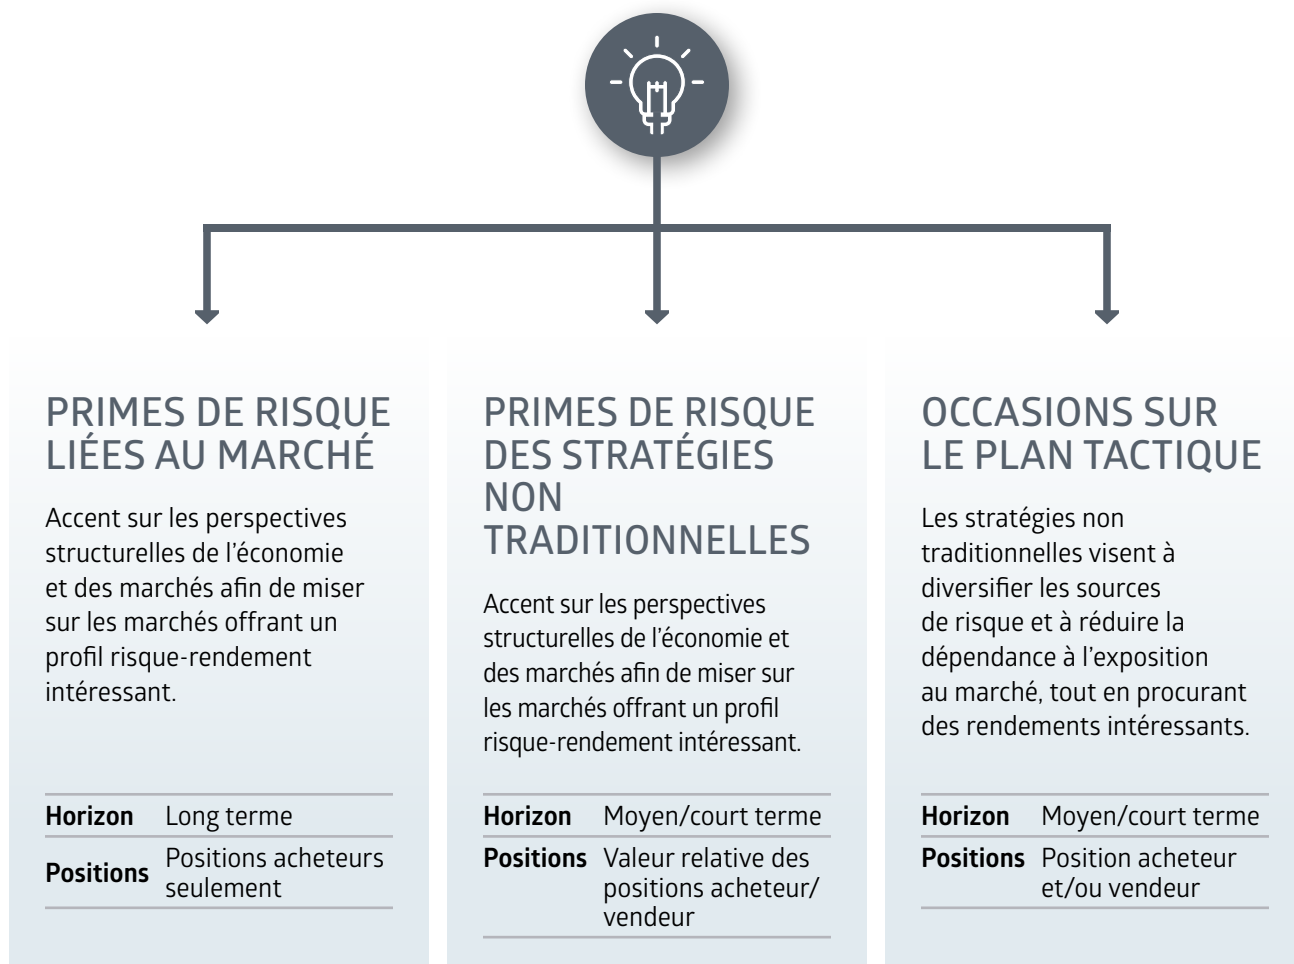 PRIMES DE RISQUE
LIÉES AU MARCHÉ
Accent sur les perspectives
structurelles de l’économie
et des marchés afin de miser
sur les marchés offrant un
profil risque-rendement
intéressant.
Horizon Long terme
Positions Positions acheteurs
seulement
PRIMES DE RISQUE
DES STRATÉGIES
NON
TRADITIONNELLES
Accent sur les perspectives
structurelles de l’économie et
des marchés afin de miser sur
les marchés offrant un profil
risque-rendement intéressant.
Horizon Moyen/court terme
Positions Valeur relative des
positions acheteur/
vendeur
OCCASIONS SUR
LE PLAN TACTIQUE
Les stratégies non
traditionnelles visent à
diversifier les sources
de risque et à réduire la
dépendance à l’exposition
au marché, tout en procurant
des rendements intéressants.
Horizon Moyen/court terme
Positions Position acheteur
et/ou vendeur